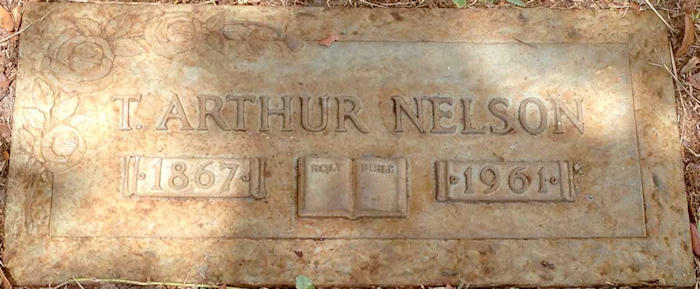 T. ARTHUR NELSON
·1867· HOLY BIBLE ·1961·